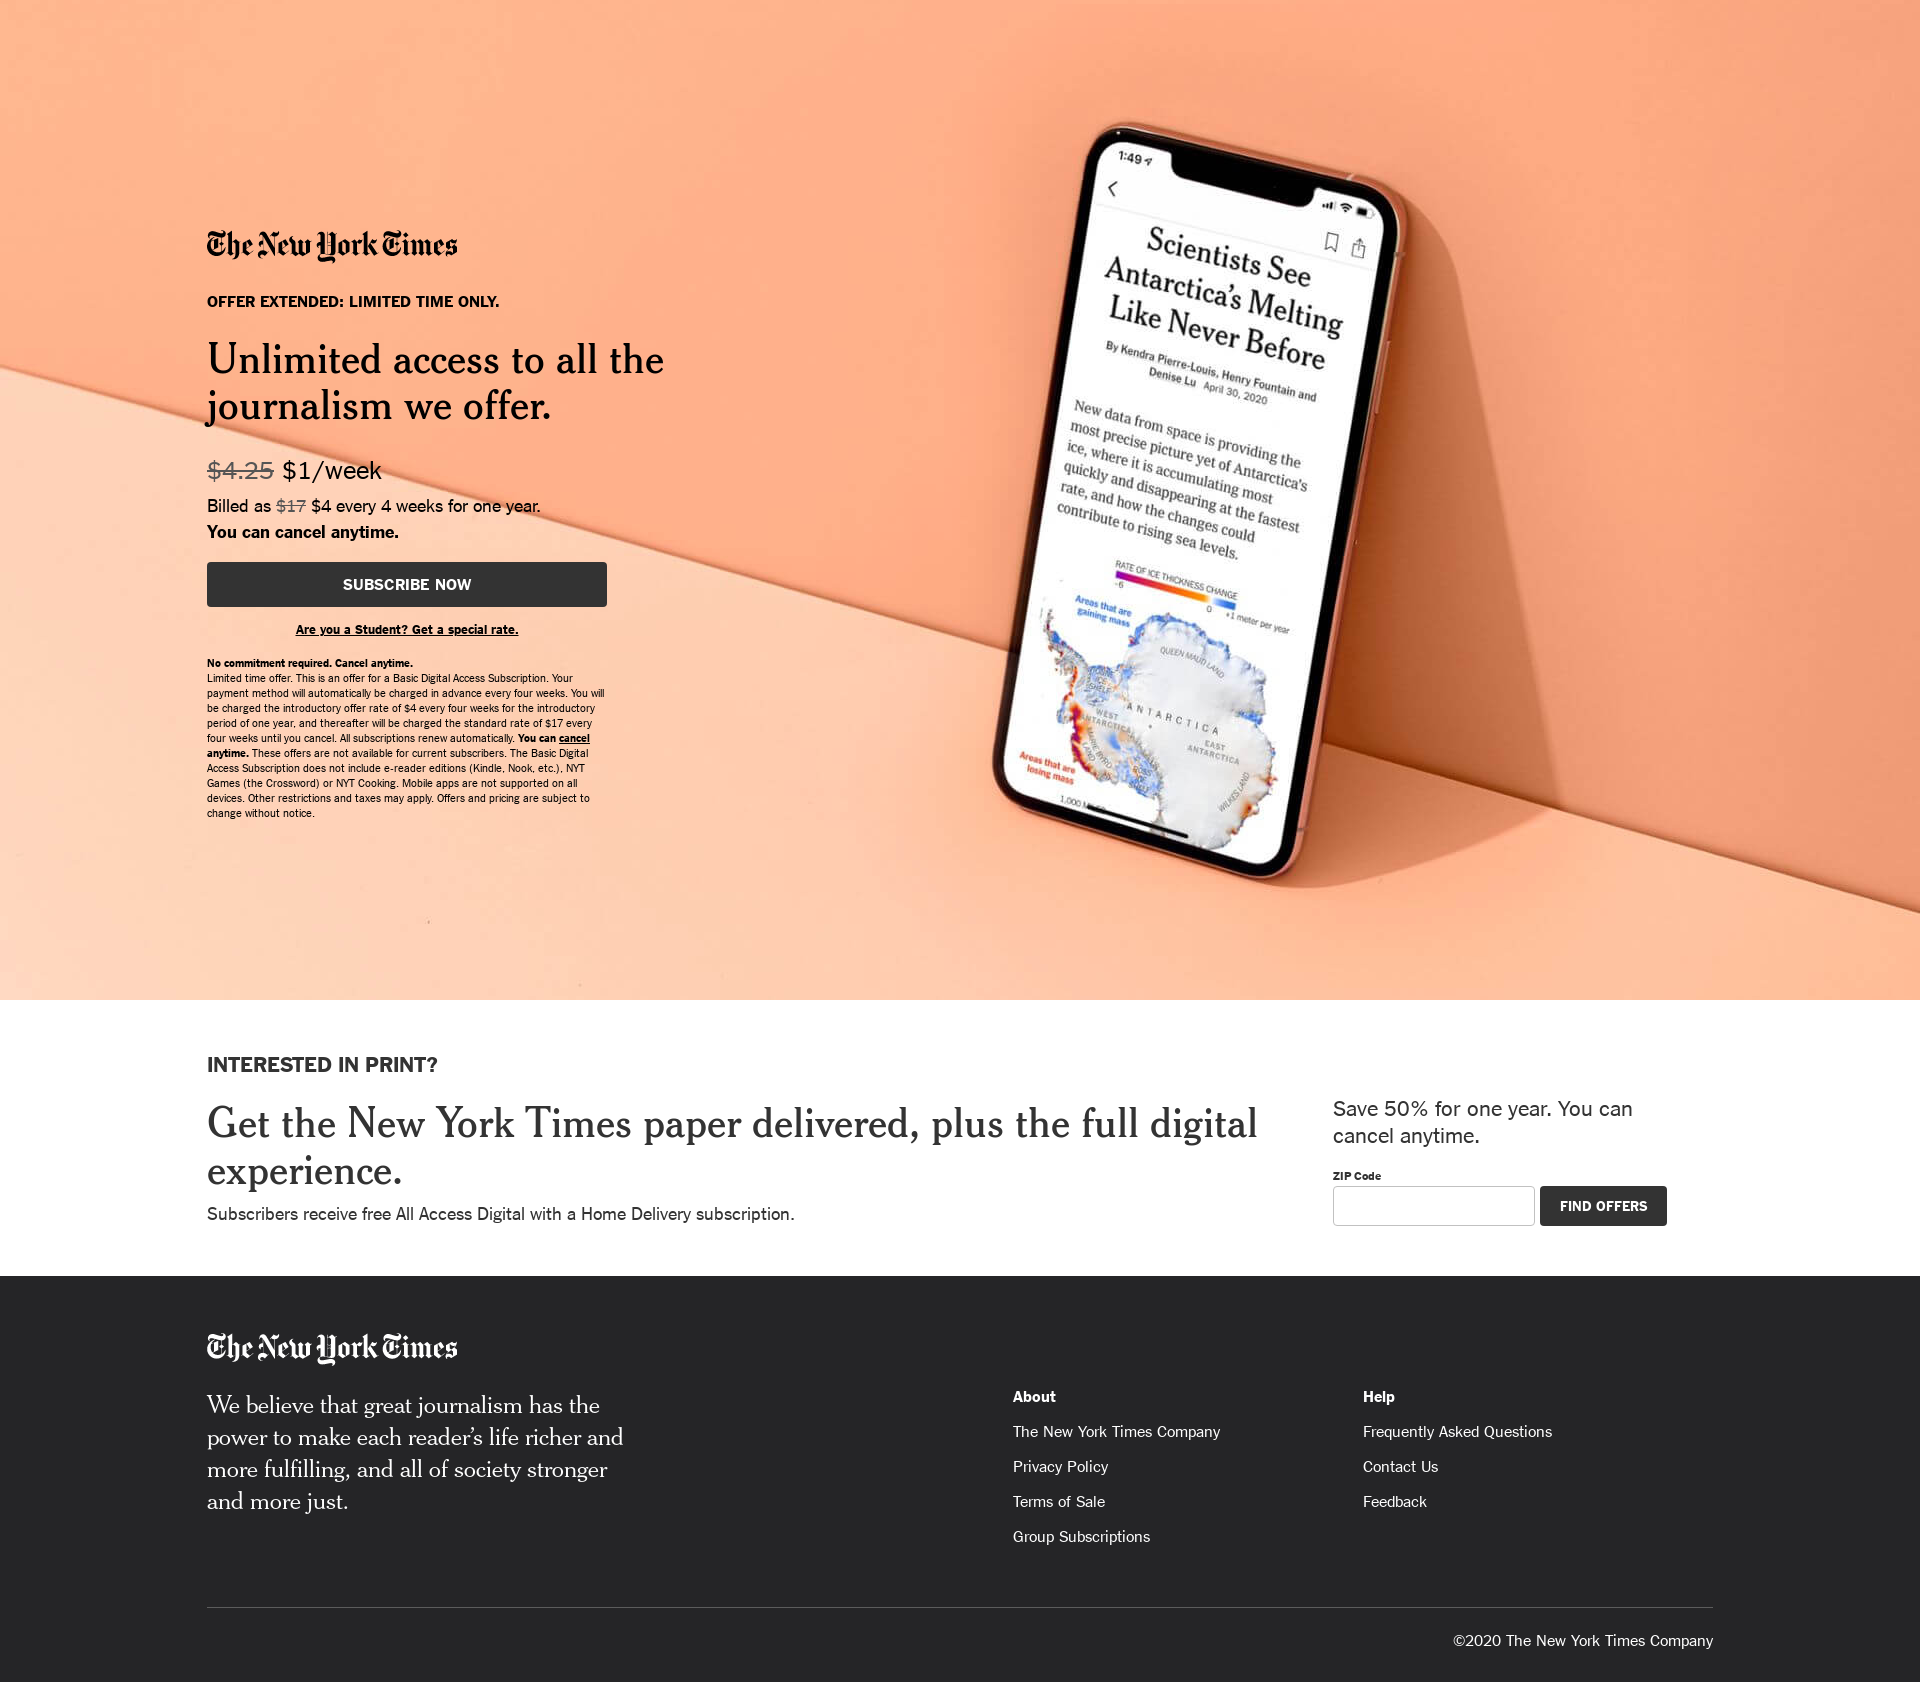 The New York Times
OFFER EXTENDED: LIMITED TIME ONLY.
Unlimited access to all the
journalism we offer.
$4.25 $1/week
Billed as $17 $4 every 4 weeks for one year.
You can cancel anytime.
SUBSCRIBE NOW
Are you a Student? Get a special rate.
No commitment required. Cancel anytime.
Limited time offer. This is an offer for a Basic Digital Access Subscription. Your
payment method will automatically be charged in advance every four weeks. You will
be charged the introductory offer rate of $4 every four weeks for the introductory
period of one year, and thereafter will be charged the standard rate of $17 every
four weeks until you cancel. All subscriptions renew automatically. You can cancel
anytime. These offers are not available for current subscribers. The Basic Digital
Access Subscription does not include e-reader editions (Kindle, Nook, etc.), NYT
Games (the Crossword) or NYT Cooking. Mobile apps are not supported on all
devices. Other restrictions and taxes may apply. Offers and pricing are subject to
change without notice.
1:49
Scientists See
Antarctica's Melting
Like Never Before
By Kendra Pierre-Louis, Henry Fountain and
Denise Lu April 30, 2020
New data from space is providing the
most precise picture yet of Antarctica's
ice, where it is accumulating most
quickly and disappearing at the fastest
rate, and how the changes could
contribute to rising sea levels.
RATE OF ICE THICKNESS CHANGE
-6 0 +1 meter per year
Areas that are
gaining mass
QUEEN MAUD LAND
ANTARCTICA
WEST
ANTARCTICA
EAST
ANTARCTICA
MARIE BYRD
LAND
WILKES LAND
Areas that are
losing mass
1,000
INTERESTED IN PRINT?
Get the New York Times paper delivered, plus the full digital
experience.
Subscribers receive free All Access Digital with a Home Delivery subscription.
Save 50% for one year. You can
cancel anytime.
ZIP Code
FIND OFFERS
The New York Times
We believe that great journalism has the
power to make each reader’s life richer and
more fulfilling, and all of society stronger
and more just.
About
The New York Times Company
Privacy Policy
Terms of Sale
Group Subscriptions
Help
Frequently Asked Questions
Contact Us
Feedback
©2020 The New York Times Company